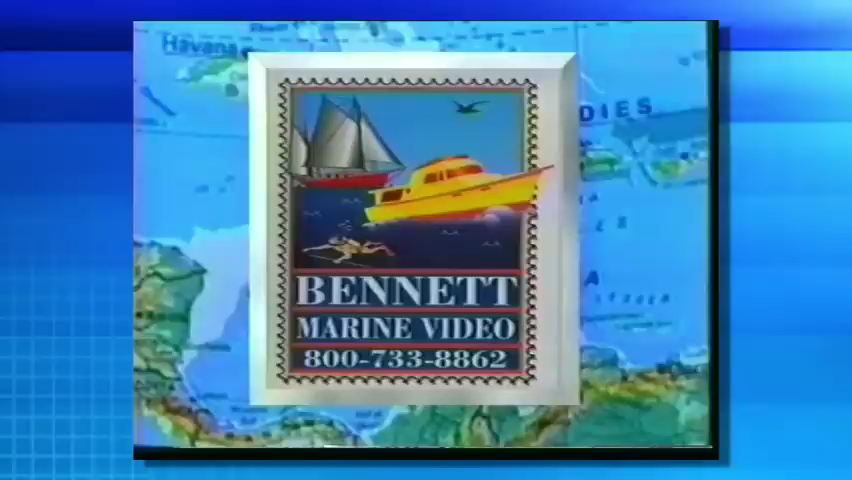 Havana
DIES
BENNETT
MARINE VIDEO
800-733-8862